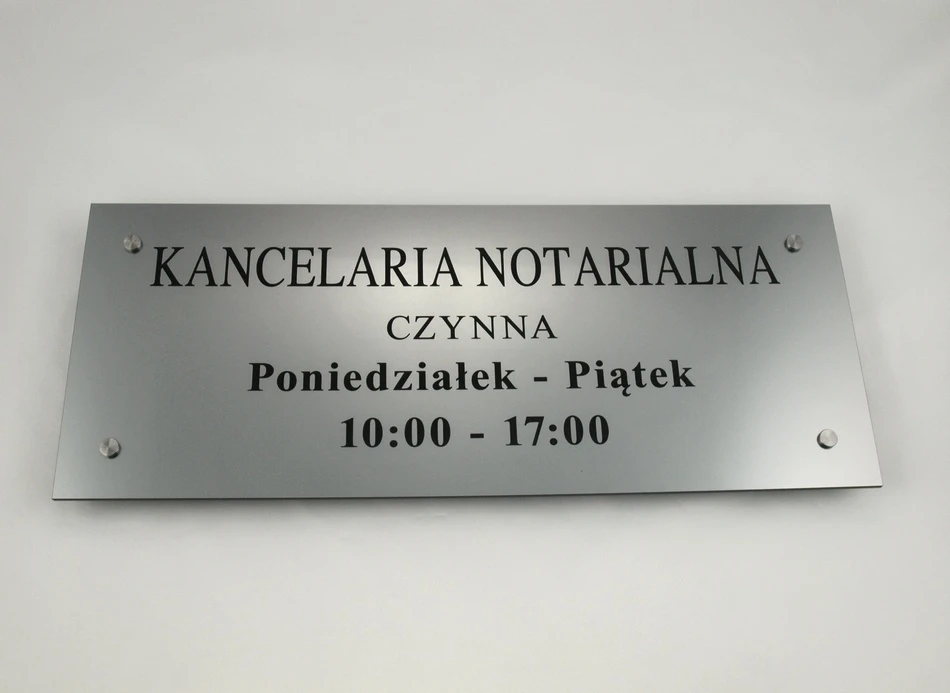 KANCELARIA NOTARIALNA
CZYNNA
Poniedziałek - Piątek
10:00 - 17:00